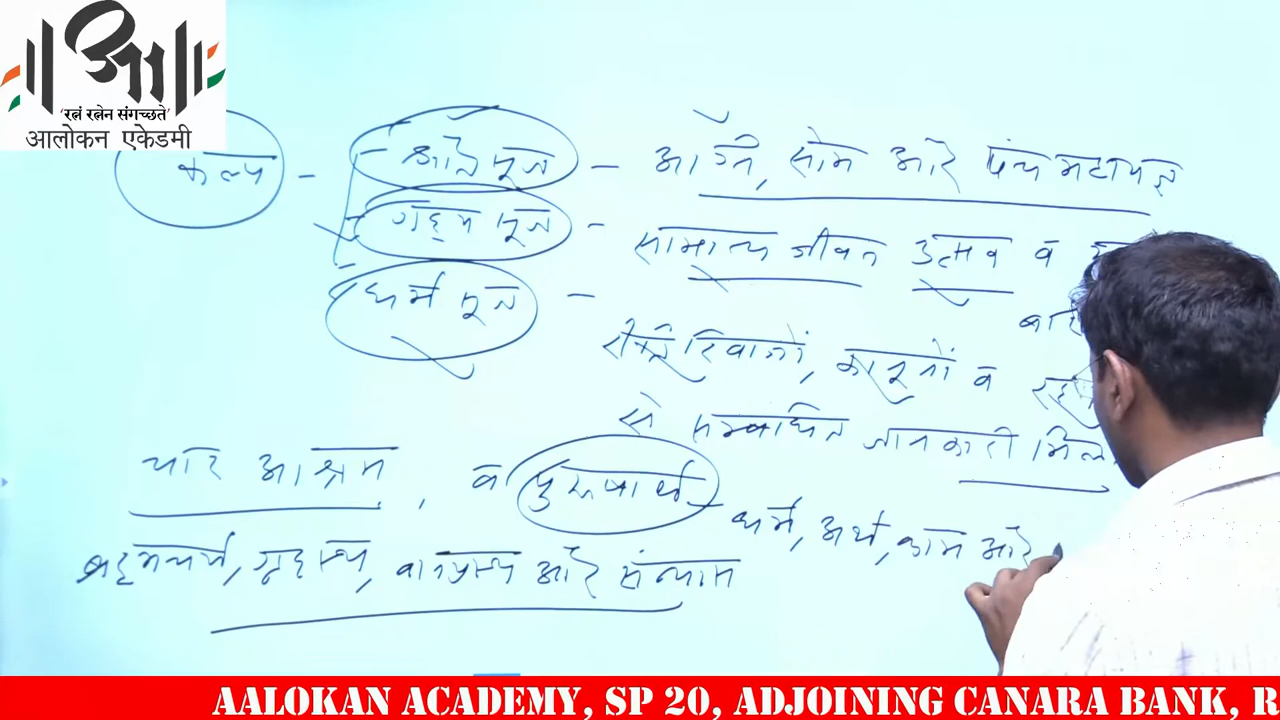 'रत्नं रत्नेन संगच्छते'
आलोकन एकेडमी
कल्प - श्रौत सूत्र - अग्नि, सोम और पंच महायज्ञ
गृह्य सूत्र - सामान्य जीवन उत्सव व
धर्म सूत्र -
रीति रिवाजों, कानूनों व
से सम्बंधित जानकारी
चार आश्रम, व पुरुषार्थ - धर्म, अर्थ, काम और
ब्रह्मचर्य, गृहस्थ, वानप्रस्थ और संन्यास
AALOKAN ACADEMY, SP 20, ADJOINING CANARA BANK, R